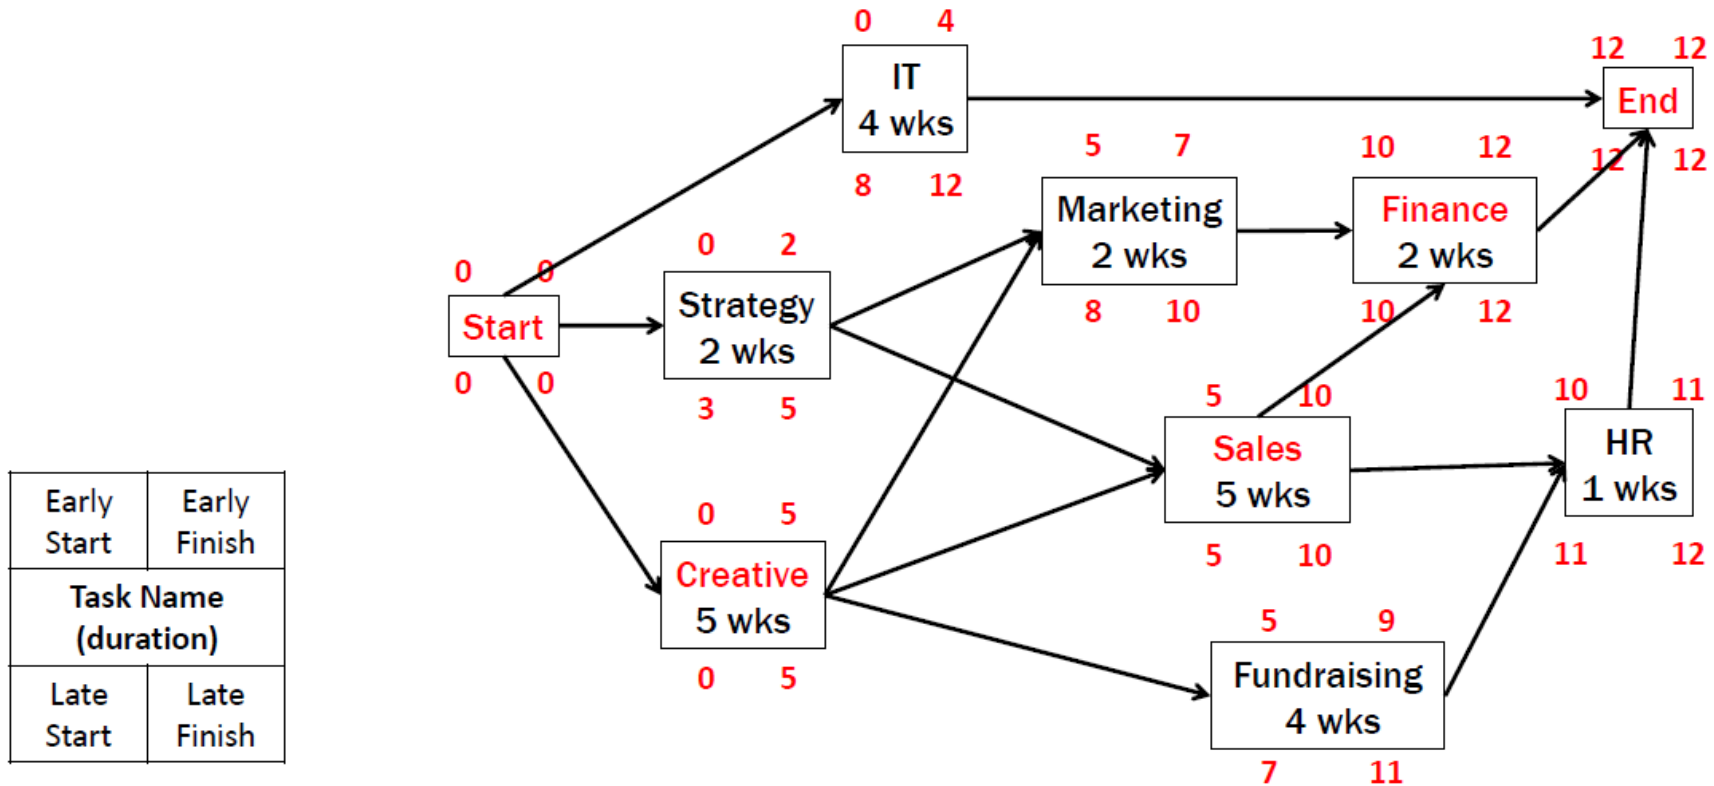 0 4
IT
4 wks
8 12
12 12
End
12 12
5 7
Marketing
2 wks
8 10
10 12
Finance
2 wks
10 12
0 2
Strategy
2 wks
3 5
0 0
Start
0 0
5 10
Sales
5 wks
5 10
10 11
HR
1 wks
11 12
0 5
Creative
5 wks
0 5
5 9
Fundraising
4 wks
7 11
Early Early
Start Finish
Task Name
(duration)
Late Late
Start Finish